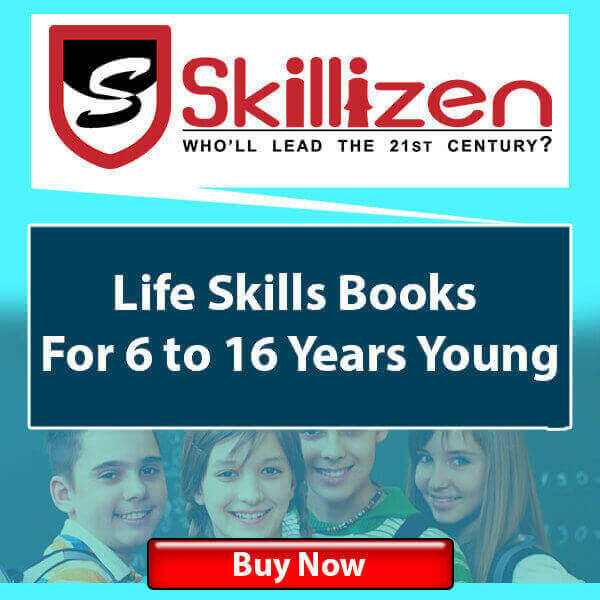 S
Skillizen
WHO'LL LEAD THE 21ST CENTURY?
Life Skills Books
For 6 to 16 Years Young
Buy Now